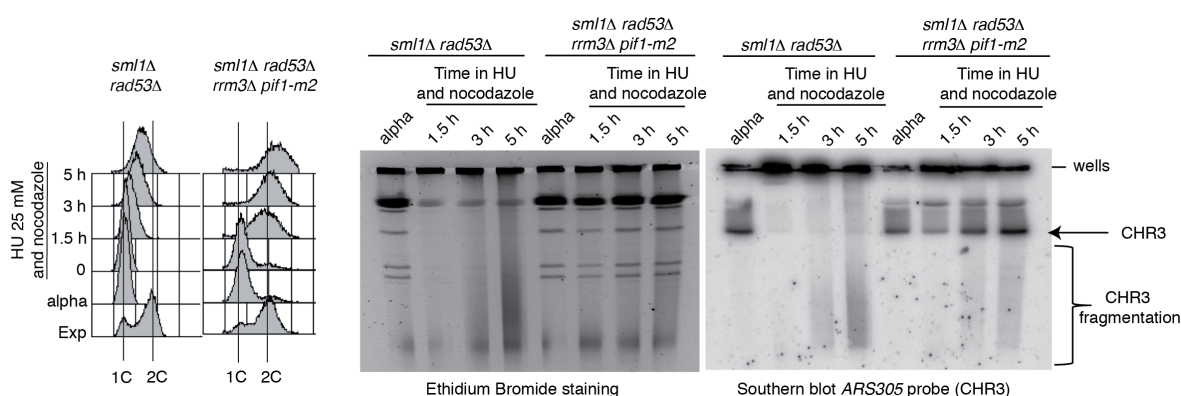 sml1Δ
rad53Δ
sml1Δ rad53Δ
rrm3Δ pif1-m2
HU 25 mM
and nocodazole
5 h
3 h
1.5 h
0
alpha
Exp
1C 2C
1C 2C
sml1Δ rad53Δ
Time in HU
and nocodazole
alpha
1.5 h
3 h
5 h
sml1Δ rad53Δ
rrm3Δ pif1-m2
Time in HU
and nocodazole
alpha
1.5 h
3 h
5 h
Ethidium Bromide staining
sml1Δ rad53Δ
Time in HU
and nocodazole
alpha
1.5 h
3 h
5 h
sml1Δ rad53Δ
rrm3Δ pif1-m2
Time in HU
and nocodazole
alpha
1.5 h
3 h
5 h
wells
CHR3
CHR3
fragmentation
Southern blot ARS305 probe (CHR3)